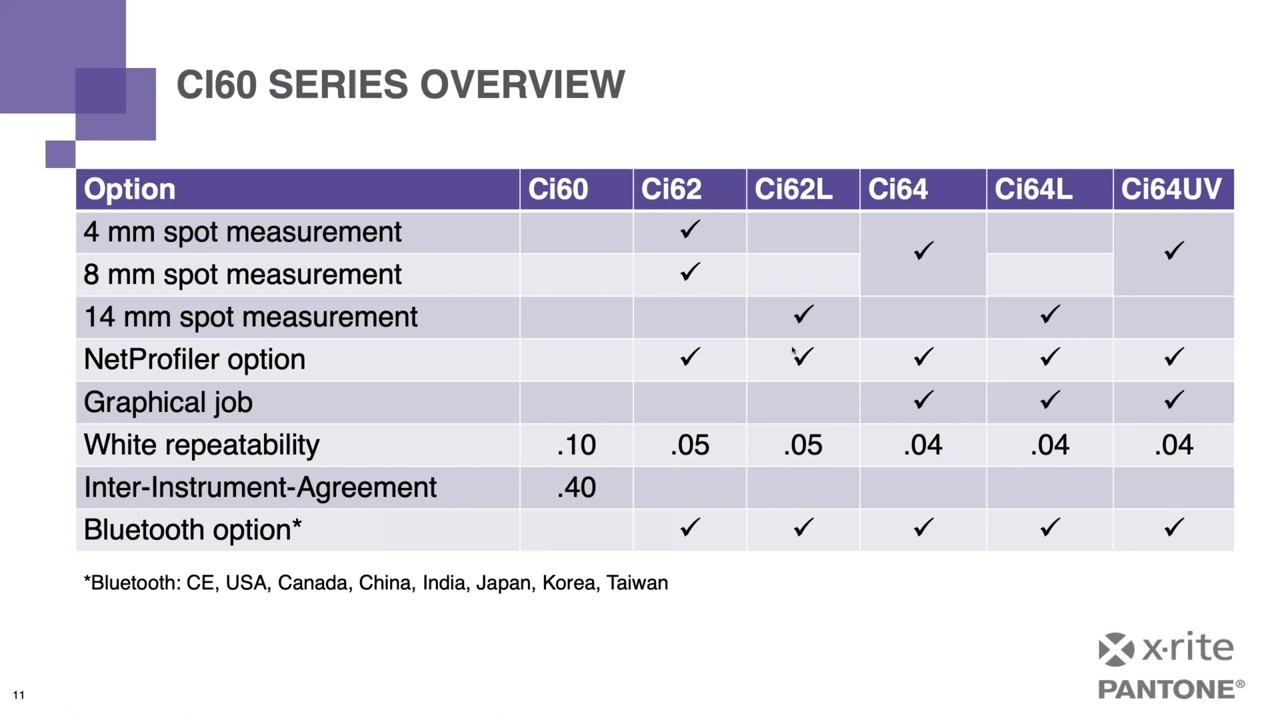 CI60 SERIES OVERVIEW
Option Ci60 Ci62 Ci62L Ci64 Ci64L Ci64UV
4 mm spot measurement ✓ ✓ ✓
8 mm spot measurement ✓
14 mm spot measurement ✓ ✓
NetProfiler option ✓ ✓ ✓ ✓ ✓
Graphical job ✓ ✓ ✓
White repeatability .10 .05 .05 .04 .04 .04
Inter-Instrument-Agreement .40
Bluetooth option* ✓ ✓ ✓ ✓ ✓
*Bluetooth: CE, USA, Canada, China, India, Japan, Korea, Taiwan
x·rite
PANTONE®
11